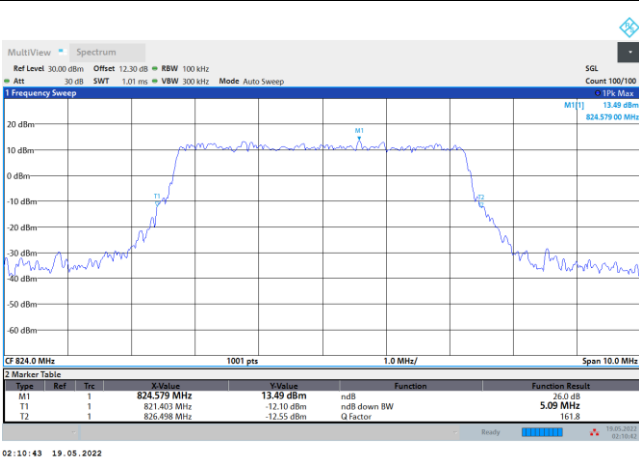 MultiView Spectrum
Ref Level 30.00 dBm Offset 12.30 dB RBW 100 kHz SGL
Att 30 dB SWT 1.01 ms VBW 300 kHz Mode Auto Sweep Count 100/100
1 Frequency Sweep 1Pk Max
M1[1] 13.49 dBm
824.579 00 MHz
20 dBm
M1
10 dBm
0 dBm
T1 T2
-10 dBm
-20 dBm
-30 dBm
-40 dBm
-50 dBm
-60 dBm
CF 824.0 MHz 1001 pts 1.0 MHz/ Span 10.0 MHz
2 Marker Table
Type Ref Trc X-Value Y-Value Function Function Result
M1 1 824.579 MHz 13.49 dBm ndB 26.0 dB
T1 1 821.403 MHz -12.10 dBm ndB down BW 5.09 MHz
T2 1 826.498 MHz -12.55 dBm Q Factor 161.8
Ready 19.05.2022
02:10:42
02:10:43 19.05.2022